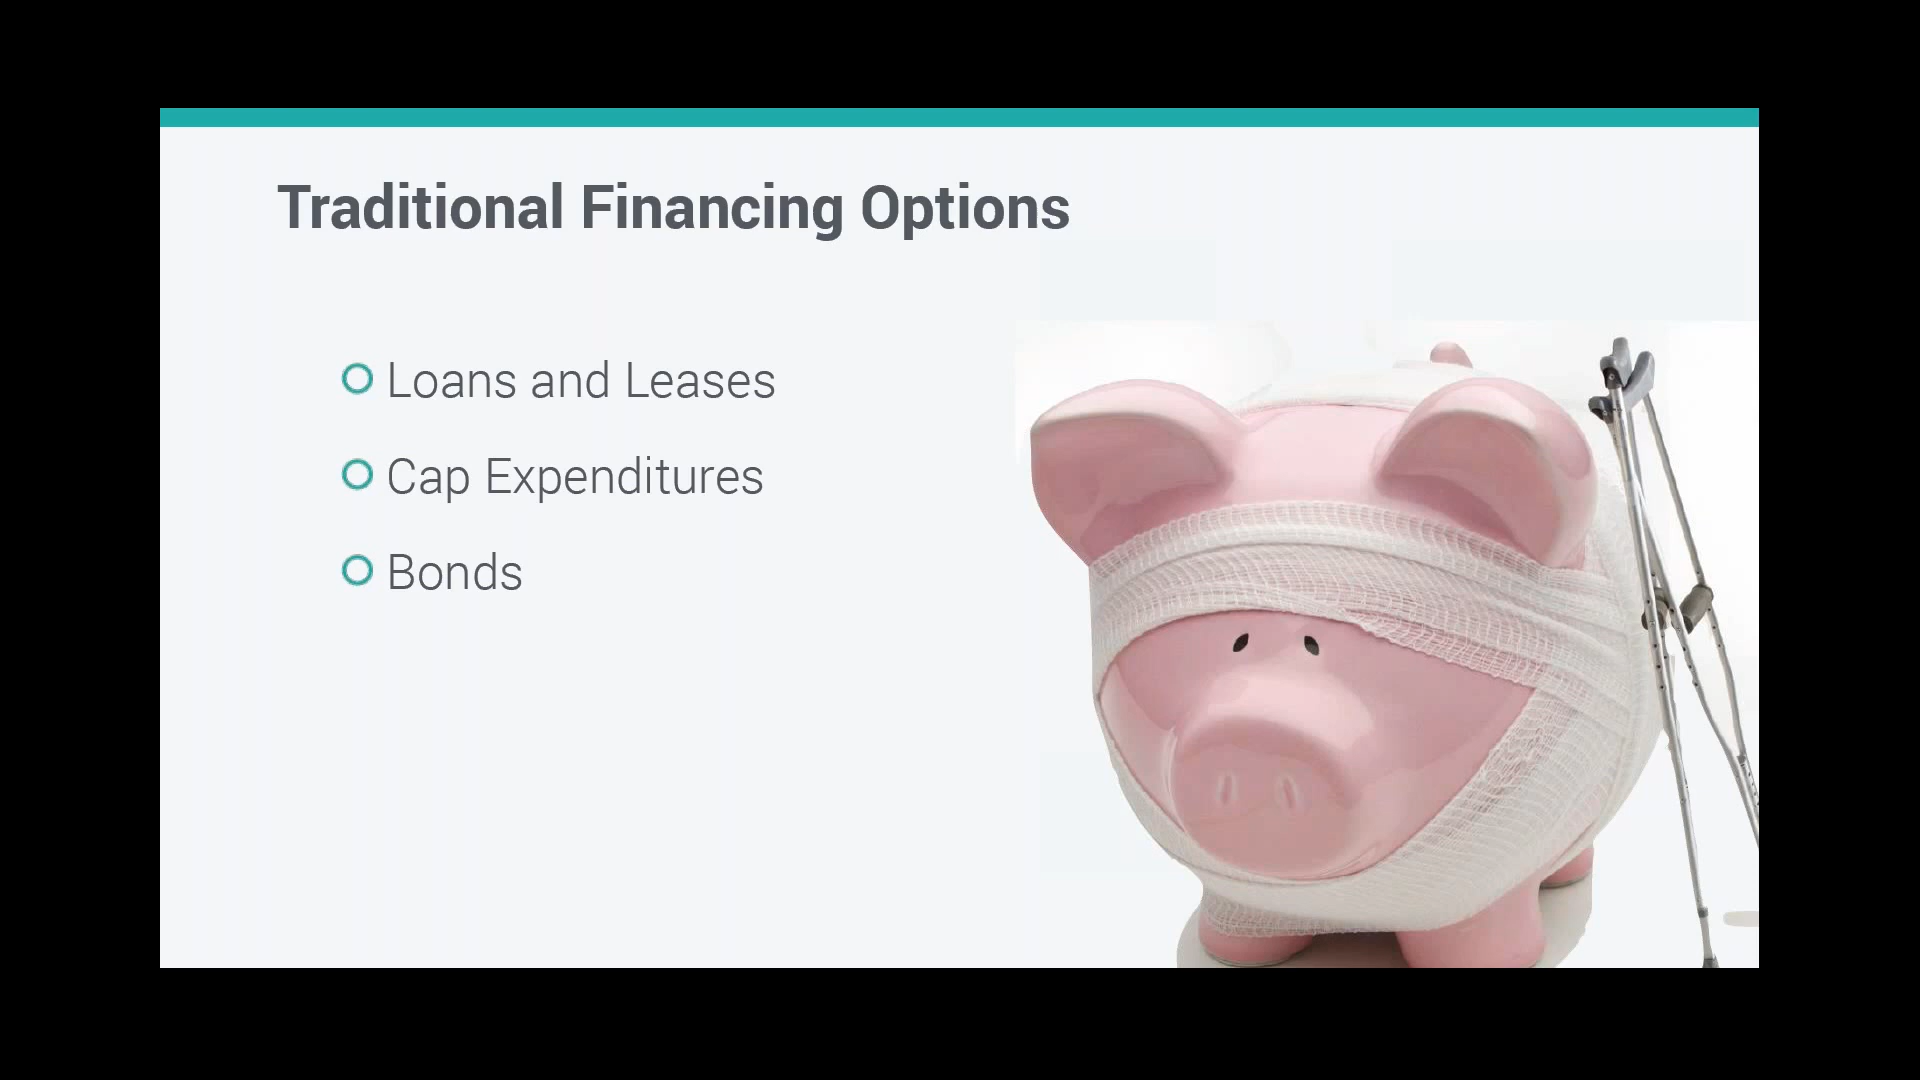 Traditional Financing Options
Loans and Leases
Cap Expenditures
Bonds